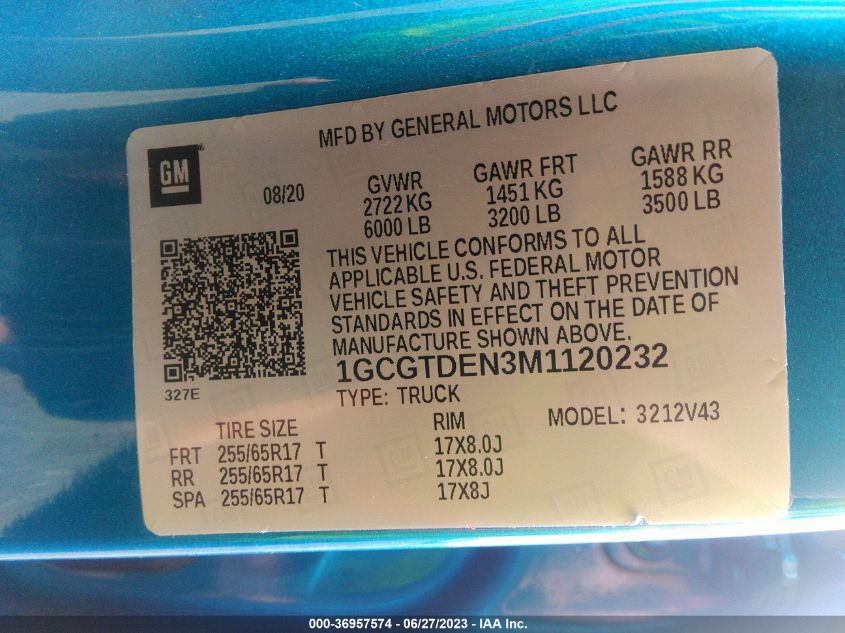 MFD BY GENERAL MOTORS LLC
GM
08/20
GVWR
2722 KG
6000 LB
GAWR FRT
1451 KG
3200 LB
GAWR RR
1588 KG
3500 LB
THIS VEHICLE CONFORMS TO ALL
APPLICABLE U.S. FEDERAL MOTOR
VEHICLE SAFETY AND THEFT PREVENTION
STANDARDS IN EFFECT ON THE DATE OF
MANUFACTURE SHOWN ABOVE.
327E
1GCGTDEN3M1120232
TYPE: TRUCK
MODEL: 3212V43
TIRE SIZE RIM
FRT 255/65R17 T 17X8.0J
RR 255/65R17 T 17X8.0J
SPA 255/65R17 T 17X8J
000-36957574 — 06/27/2023 — IAA Inc.